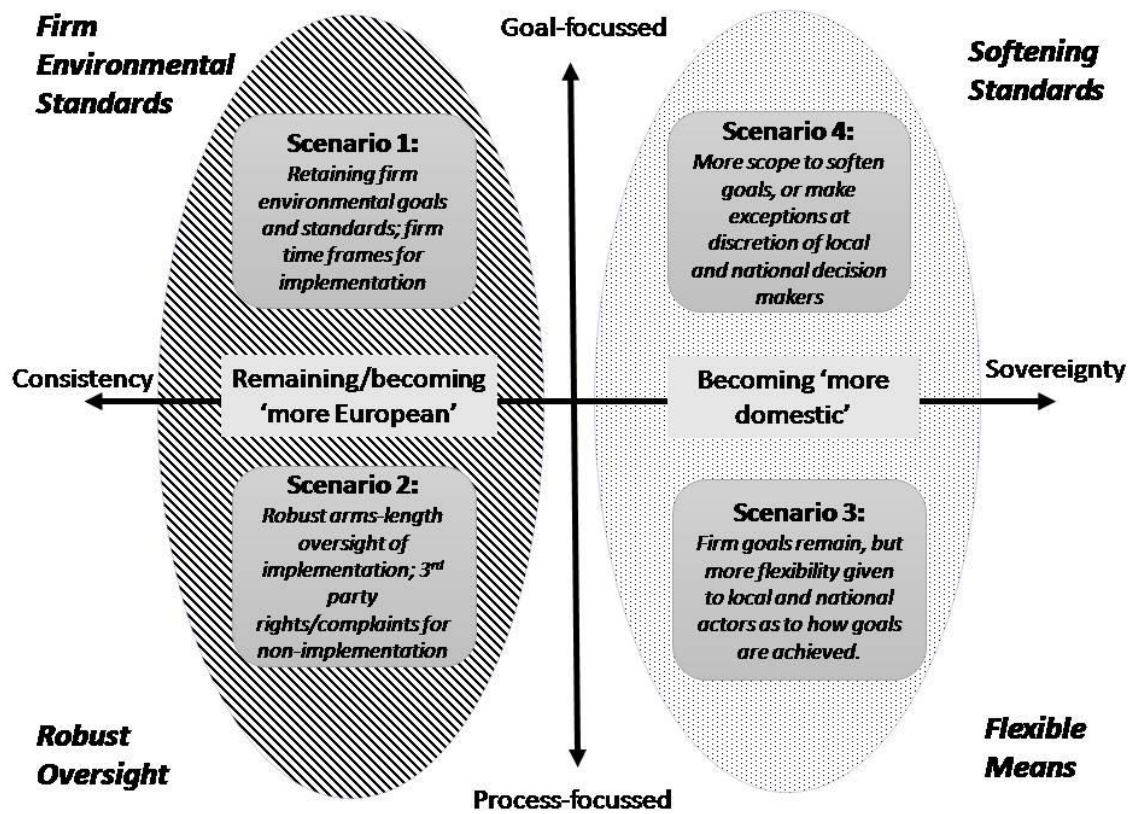 Firm
Environmental
Standards
Goal-focussed
Softening
Standards
Scenario 1:
Retaining firm
environmental goals
and standards; firm
time frames for
implementation
Scenario 4:
More scope to soften
goals, or make
exceptions at
discretion of local
and national decision
makers
Consistency
Remaining/becoming
‘more European’
Becoming ‘more
domestic’
Sovereignty
Scenario 2:
Robust arms-length
oversight of
implementation; 3rd
party
rights/complaints for
non-implementation
Scenario 3:
Firm goals remain, but
more flexibility given
to local and national
actors as to how goals
are achieved.
Robust
Oversight
Process-focussed
Flexible
Means